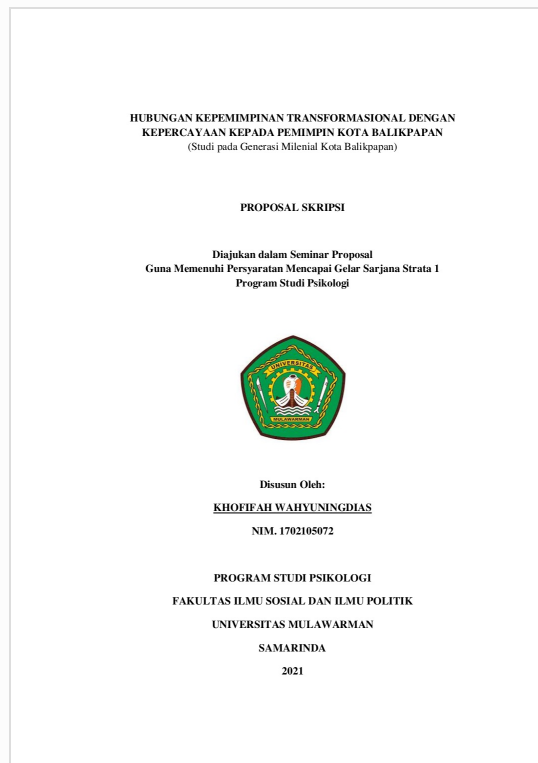 HUBUNGAN KEPEMIMPINAN TRANSFORMASIONAL DENGAN
KEPERCAYAAN KEPADA PEMIMPIN KOTA BALIKPAPAN
(Studi pada Generasi Milenial Kota Balikpapan)
PROPOSAL SKRIPSI
Diajukan dalam Seminar Proposal
Guna Memenuhi Persyaratan Mencapai Gelar Sarjana Strata 1
Program Studi Psikologi
UNIVERSITAS
MULAWARMAN
Disusun Oleh:
KHOFIFAH WAHYUNINGDIAS
NIM. 1702105072
PROGRAM STUDI PSIKOLOGI
FAKULTAS ILMU SOSIAL DAN ILMU POLITIK
UNIVERSITAS MULAWARMAN
SAMARINDA
2021